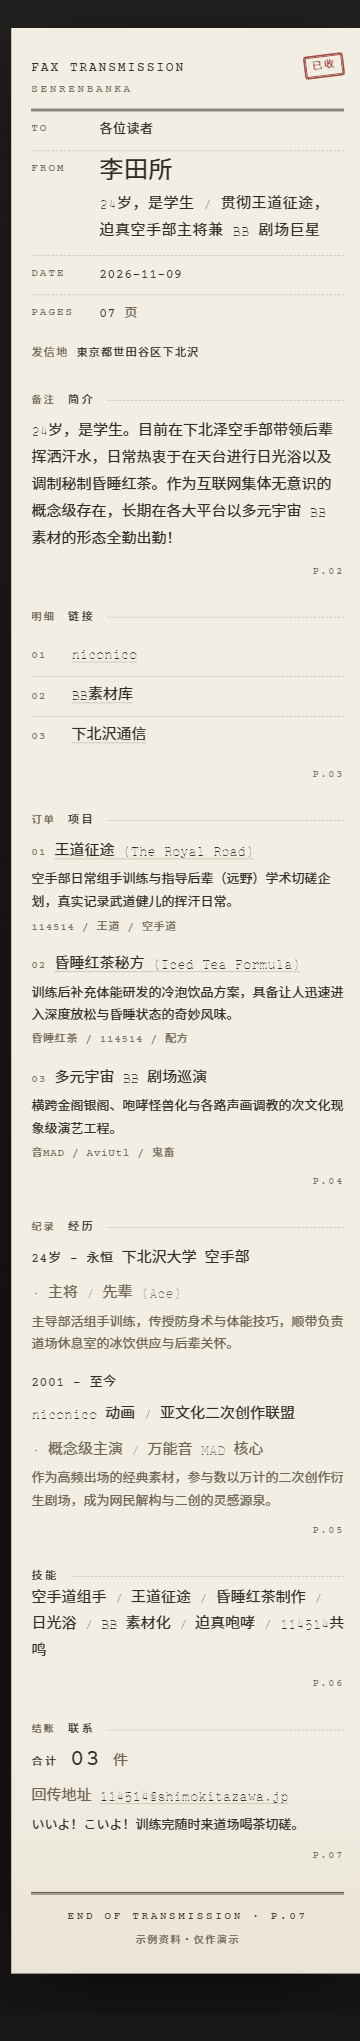 FAX TRANSMISSION
已收
SENRENBANKA
TO 各位读者
FROM 李田所
24岁，是学生 / 贯彻王道征途，
迫真空手部主将兼 BB 剧场巨星
DATE 2026-11-09
PAGES 07 页
发信地 東京都世田谷区下北沢
备注 简介
24岁，是学生。目前在下北泽空手部带领后辈
挥洒汗水，日常热衷于在天台进行日光浴以及
调制秘制昏睡红茶。作为互联网集体无意识的
概念级存在，长期在各大平台以多元宇宙 BB
素材的形态全勤出勤！
P.02
明细 链接
01 niconico
02 BB素材库
03 下北沢通信
P.03
订单 项目
01 王道征途 (The Royal Road)
空手部日常组手训练与指导后辈（远野）学术切磋企
划，真实记录武道健儿的挥汗日常。
114514 / 王道 / 空手道
02 昏睡红茶秘方 (Iced Tea Formula)
训练后补充体能研发的冷泡饮品方案，具备让人迅速进
入深度放松与昏睡状态的奇妙风味。
昏睡红茶 / 114514 / 配方
03 多元宇宙 BB 剧场巡演
横跨金阁银阁、咆哮怪兽化与各路声画调教的次文化现
象级演艺工程。
音MAD / AviUtl / 鬼畜
P.04
纪录 经历
24岁 – 永恒 下北沢大学 空手部
· 主将 / 先辈 (Ace)
主导部活组手训练，传授防身术与体能技巧，顺带负责
道场休息室的冰饮供应与后辈关怀。
2001 – 至今
niconico 动画 / 亚文化二次创作联盟
· 概念级主演 / 万能音 MAD 核心
作为高频出场的经典素材，参与数以万计的二次创作衍
生剧场，成为网民解构与二创的灵感源泉。
P.05
技能
空手道组手 / 王道征途 / 昏睡红茶制作 /
日光浴 / BB 素材化 / 迫真咆哮 / 114514共
鸣
P.06
结账 联系
合计 03 件
回传地址 114514@shimokitazawa.jp
いいよ！こいよ！训练完随时来道场喝茶切磋。
P.07
END OF TRANSMISSION · P.07
示例资料・仅作演示